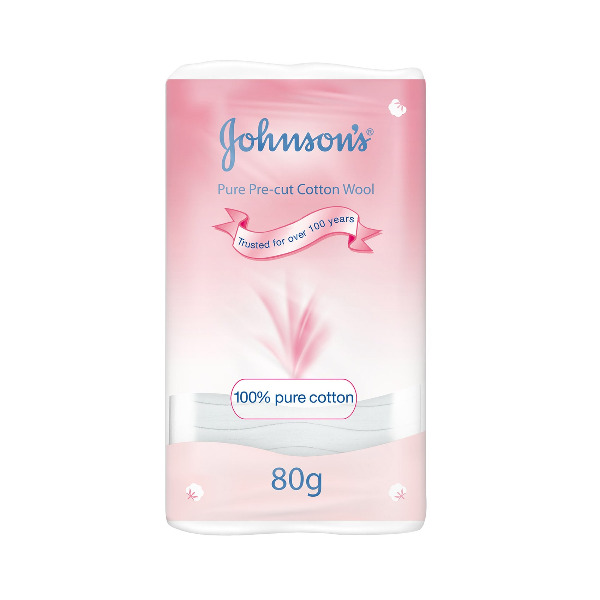 Johnson's®
Pure Pre-cut Cotton Wool
Trusted for over 100 years
100% pure cotton
80g